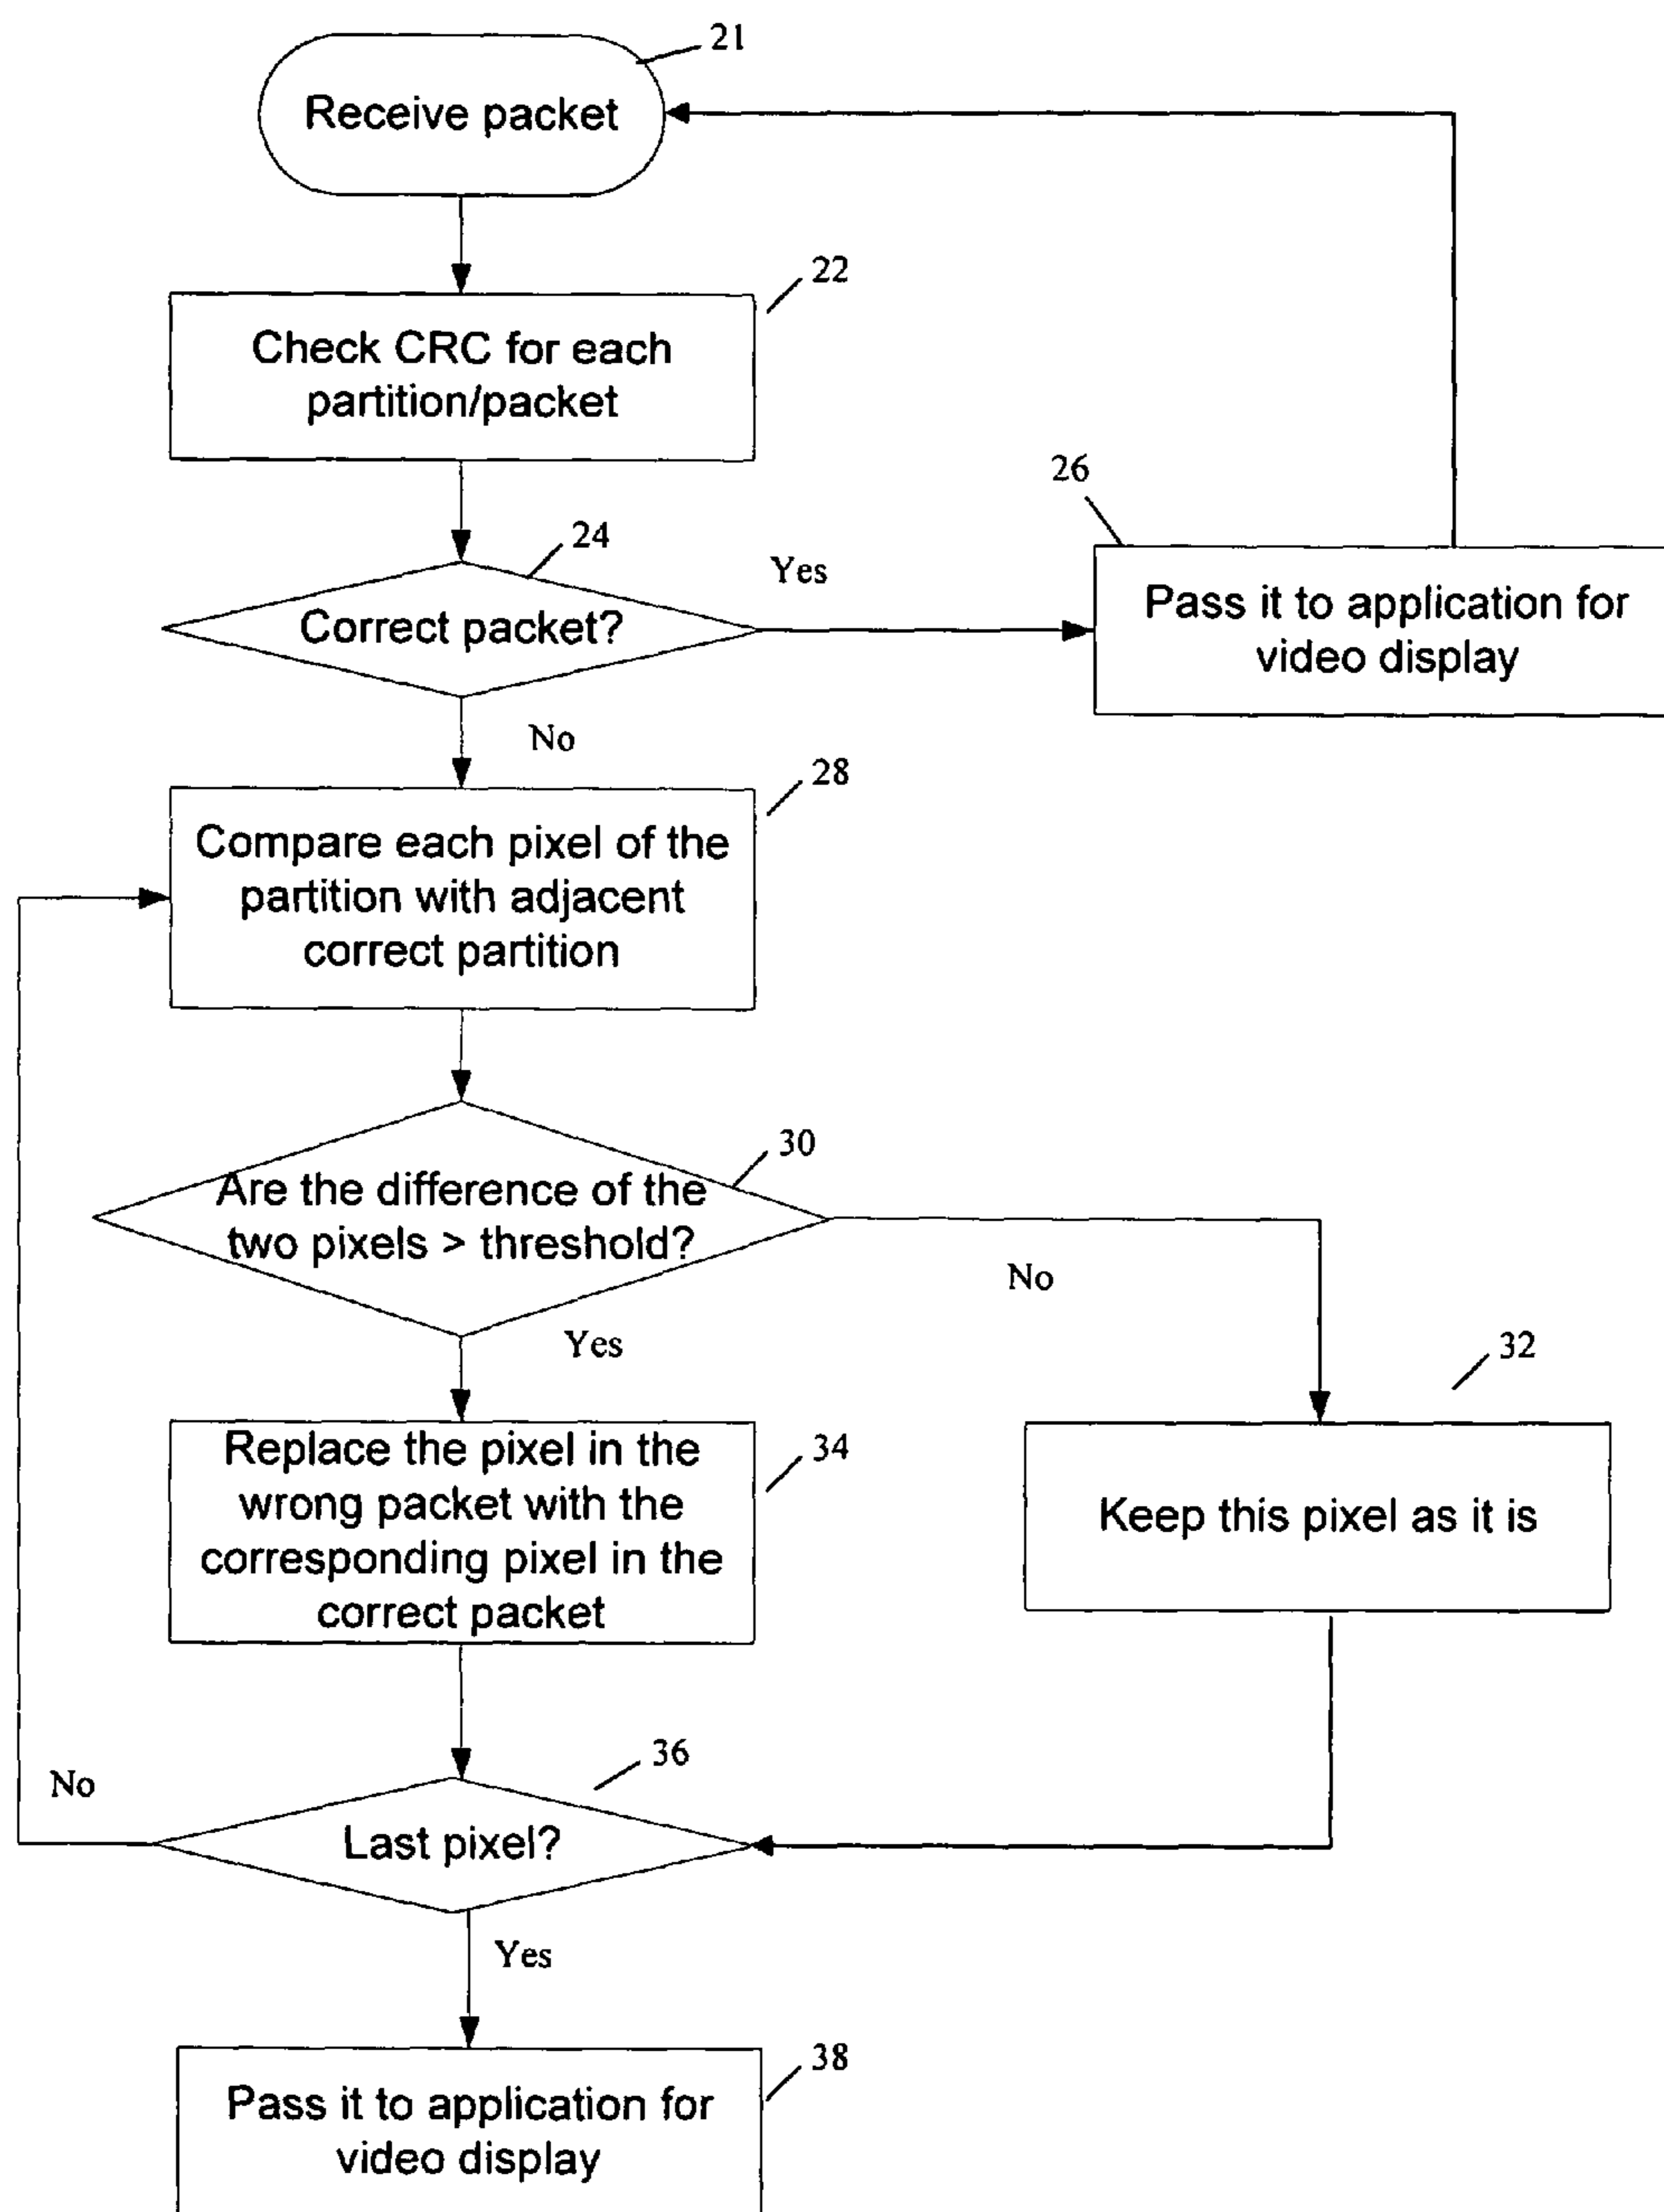 21
Receive packet
22
Check CRC for each
partition/packet
24
Correct packet?
Yes
26
Pass it to application for
video display
No
28
Compare each pixel of the
partition with adjacent
correct partition
30
Are the difference of the
two pixels > threshold?
No
Yes
32
Keep this pixel as it is
34
Replace the pixel in the
wrong packet with the
corresponding pixel in the
correct packet
36
Last pixel?
No
Yes
38
Pass it to application for
video display